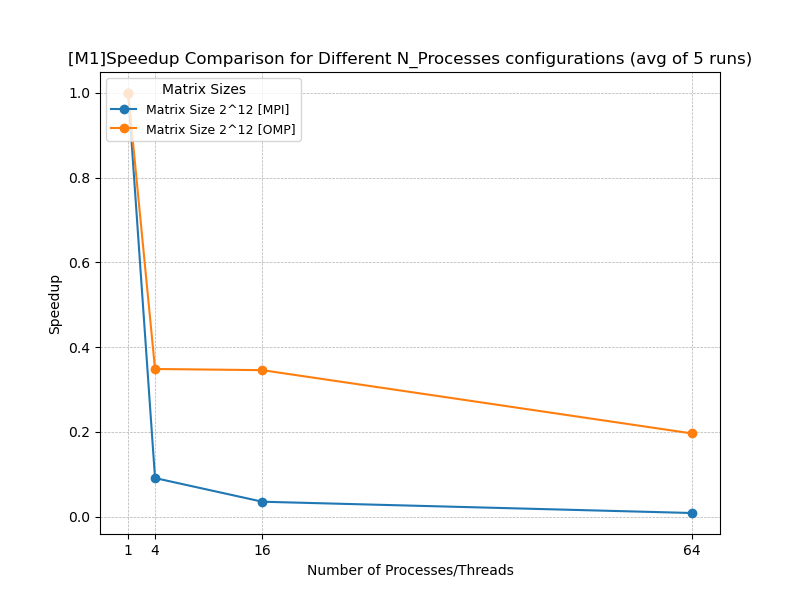 [M1]Speedup Comparison for Different N_Processes configurations (avg of 5 runs)
Matrix Sizes
Matrix Size 2^12 [MPI]
Matrix Size 2^12 [OMP]
1.0
0.8
0.6
0.4
0.2
0.0
Speedup
1 4 16 64
Number of Processes/Threads